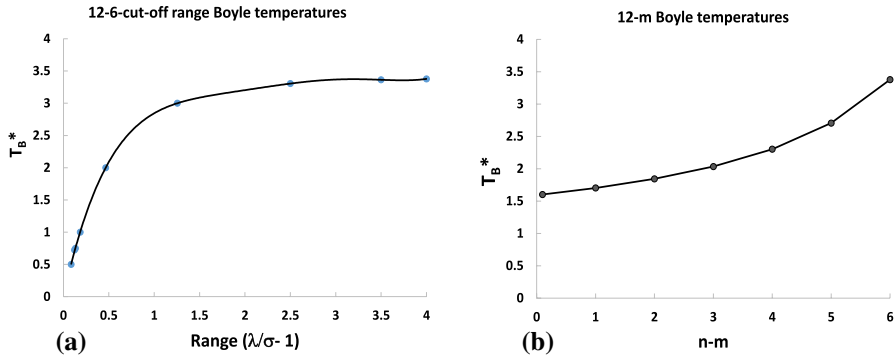 12-6-cut-off range Boyle temperatures
4
3.5
3
2.5
2
1.5
1
0.5
0
T_B*
0 0.5 1 1.5 2 2.5 3 3.5 4
Range (λ/σ- 1)
(a)
12-m Boyle temperatures
4
3.5
3
2.5
2
1.5
1
0.5
0
T_B*
0 1 2 3 4 5 6
n-m
(b)